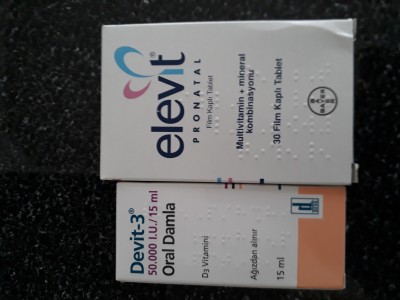 elevit®
PRONATAL
Film Kaplı Tablet
Multivitamin + mineral
kombinasyonu
30 Film Kaplı Tablet
BAYER
Devit-3®
50.000 I.U./15 ml
Oral Damla
D3 Vitamini
Ağızdan alınır
15 ml